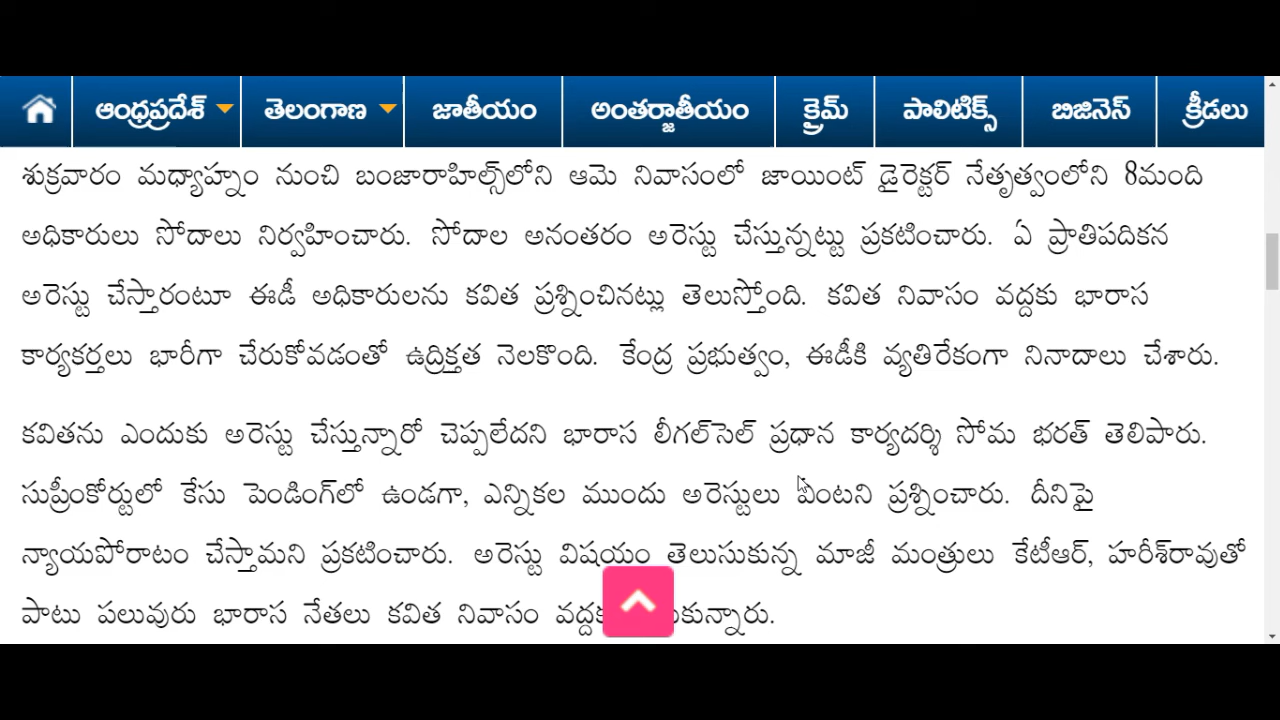 ఆంధ్రప్రదేశ్ తెలంగాణ జాతీయం అంతర్జాతీయం క్రైమ్ పాలిటిక్స్ బిజినెస్ క్రీడలు
శుక్రవారం మధ్యాహ్నం నుంచి బంజారాహిల్స్‌లోని ఆమె నివాసంలో జాయింట్ డైరెక్టర్ నేతృత్వంలోని 8మంది
అధికారులు సోదాలు నిర్వహించారు. సోదాల అనంతరం అరెస్టు చేస్తున్నట్టు ప్రకటించారు. ఏ ప్రాతిపదికన
అరెస్టు చేస్తారంటూ ఈడీ అధికారులను కవిత ప్రశ్నించినట్లు తెలుస్తోంది. కవిత నివాసం వద్దకు భారాస
కార్యకర్తలు భారీగా చేరుకోవడంతో ఉద్రిక్తత నెలకొంది. కేంద్ర ప్రభుత్వం, ఈడీకి వ్యతిరేకంగా నినాదాలు చేశారు.
కవితను ఎందుకు అరెస్టు చేస్తున్నారో చెప్పలేదని భారాస లీగల్‌సెల్ ప్రధాన కార్యదర్శి సోమ భరత్ తెలిపారు.
సుప్రీంకోర్టులో కేసు పెండింగ్‌లో ఉండగా, ఎన్నికల ముందు అరెస్టులు ఏంటని ప్రశ్నించారు. దీనిపై
న్యాయపోరాటం చేస్తామని ప్రకటించారు. అరెస్టు విషయం తెలుసుకున్న మాజీ మంత్రులు కేటీఆర్, హరీశ్‌రావుతో
పాటు పలువురు భారాస నేతలు కవిత నివాసం